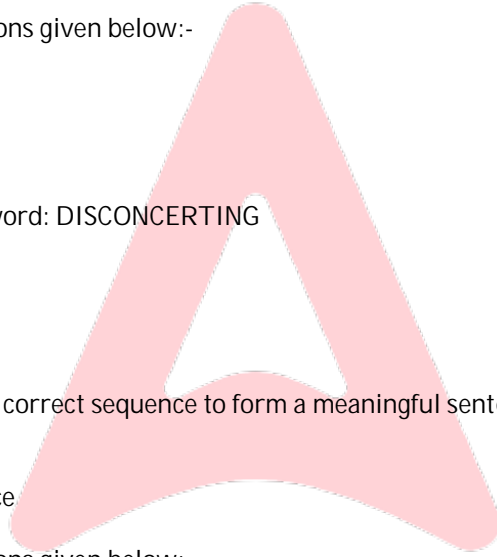 ons given below:-
word: DISCONCERTING
correct sequence to form a meaningful sent
ce
ons given below:-